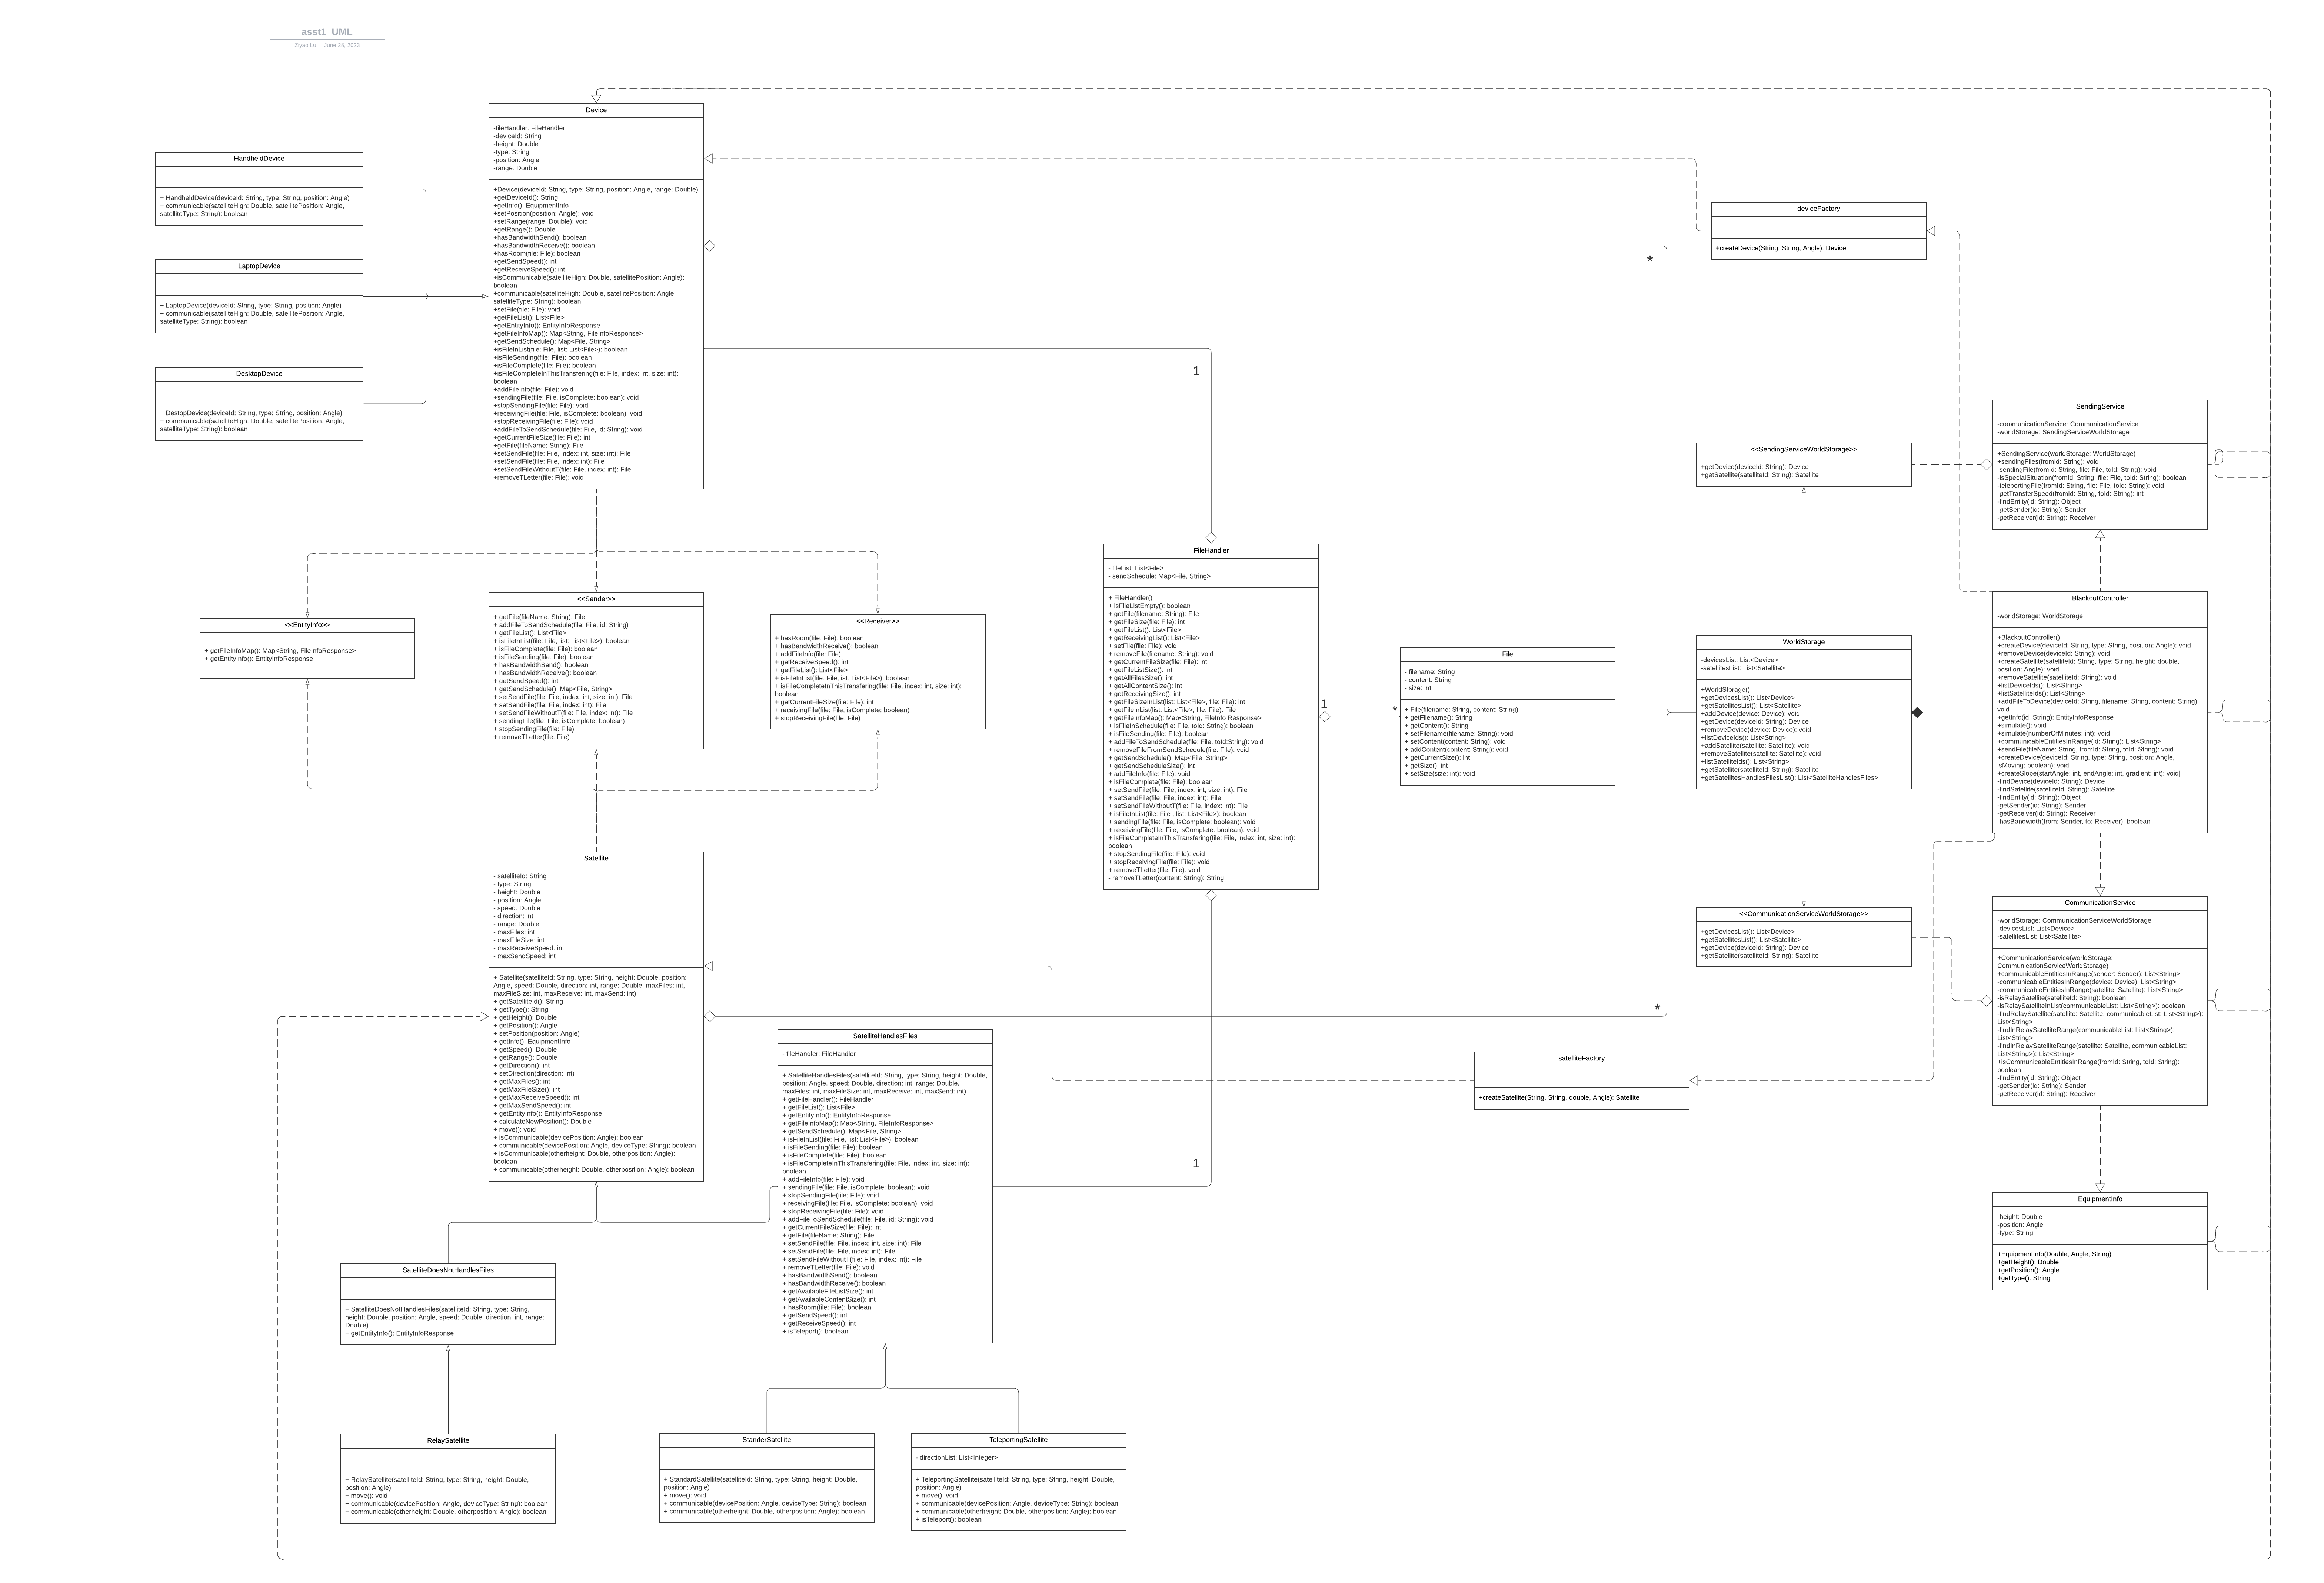 asst1_UML
Ziyao Lu | June 28, 2023
Device
-fileHandler: FileHandler
-deviceId: String
-height: Double
-type: String
-position: Angle
-range: Double
+Device(deviceId: String, type: String, position: Angle, range: Double)
+getDeviceId(): String
+getInfo(): EquipmentInfo
+setPosition(position: Angle): void
+setRange(range: Double): void
+getRange(): Double
+hasBandwidthSend(): boolean
+hasBandwidthReceive(): boolean
+hasRoom(file: File): boolean
+getSendSpeed(): int
+getReceiveSpeed(): int
+isCommunicable(satelliteHigh: Double, satellitePosition: Angle):
boolean
+communicable(satelliteHigh: Double, satellitePosition: Angle,
satelliteType: String): boolean
+setFile(file: File): void
+getFileList(): List<File>
+getEntityInfo(): EntityInfoResponse
+getFileInfoMap(): Map<String, FileInfoResponse>
+getSendSchedule(): Map<File, String>
+isFileInList(file: File, list: List<File>): boolean
+isFileSending(file: File): boolean
+isFileComplete(file: File): boolean
+isFileCompleteInThisTransfering(file: File, index: int, size: int):
boolean
+addFileInfo(file: File): void
+sendingFile(file: File, isComplete: boolean): void
+stopSendingFile(file: File): void
+receivingFile(file: File, isComplete: boolean): void
+stopReceivingFile(file: File): void
+addFileToSendSchedule(file: File, id: String): void
+getCurrentFileSize(file: File): int
+getFile(fileName: String): File
+setSendFile(file: File, index: int, size: int): File
+setSendFile(file: File, index: int): File
+setSendFileWithoutT(file: File, index: int): File
+removeTLetter(file: File): void
HandheldDevice
+ HandheldDevice(deviceId: String, type: String, position: Angle)
+ communicable(satelliteHigh: Double, satellitePosition: Angle,
satelliteType: String): boolean
LaptopDevice
+ LaptopDevice(deviceId: String, type: String, position: Angle)
+ communicable(satelliteHigh: Double, satellitePosition: Angle,
satelliteType: String): boolean
DesktopDevice
+ DestopDevice(deviceId: String, type: String, position: Angle)
+ communicable(satelliteHigh: Double, satellitePosition: Angle,
satelliteType: String): boolean
deviceFactory
+createDevice(String, String, Angle): Device
*
1
SendingService
-communicationService: CommunicationService
-worldStorage: SendingServiceWorldStorage
+SendingService(worldStorage: WorldStorage)
+sendingFiles(fromId: String): void
-sendingFile(fromId: String, file: File, toId: String): void
-isSpecialSituation(fromId: String, file: File, toId: String): boolean
-teleportingFile(fromId: String, file: File, toId: String): void
-getTransferSpeed(fromId: String, toId: String): int
-findEntity(id: String): Object
-getSender(id: String): Sender
-getReceiver(id: String): Receiver
<<SendingServiceWorldStorage>>
+getDevice(deviceId: String): Device
+getSatellite(satelliteId: String): Satellite
<<EntityInfo>>
+ getFileInfoMap(): Map<String, FileInfoResponse>
+ getEntityInfo(): EntityInfoResponse
<<Sender>>
+ getFile(fileName: String): File
+ addFileToSendSchedule(file: File, id: String)
+ getFileList(): List<File>
+ isFileInList(file: File, list: List<File>): boolean
+ isFileComplete(file: File): boolean
+ isFileSending(file: File): boolean
+ hasBandwidthSend(): boolean
+ hasBandwidthReceive(): boolean
+ getSendSpeed(): int
+ getSendSchedule(): Map<File, String>
+ setSendFile(file: File, index: int, size: int): File
+ setSendFile(file: File, index: int): File
+ setSendFileWithoutT(file: File, index: int): File
+ sendingFile(file: File, isComplete: boolean)
+ stopSendingFile(file: File)
+ removeTLetter(file: File)
<<Receiver>>
+ hasRoom(file: File): boolean
+ hasBandwidthReceive(): boolean
+ addFileInfo(file: File)
+ getReceiveSpeed(): int
+ getFileList(): List<File>
+ isFileInList(file: File, ist: List<File>): boolean
+ isFileCompleteInThisTransfering(file: File, index: int, size: int):
boolean
+ getCurrentFileSize(file: File): int
+ receivingFile(file: File, isComplete: boolean)
+ stopReceivingFile(file: File)
FileHandler
- fileList: List<File>
- sendSchedule: Map<File, String>
+ FileHandler()
+ isFileListEmpty(): boolean
+ getFile(filename: String): File
+ getFileSize(file: File): int
+ getFileList(): List<File>
+ getReceivingList(): List<File>
+ setFile(file: File): void
+ removeFile(filename: String): void
+ getCurrentFileSize(file: File): int
+ getFileListSize(): int
+ getAllFilesSize(): int
+ getAllContentSize(): int
+ getReceivingSize(): int
+ getFileSizeInList(list: List<File>, file: File): int
+ getFileInList(list: List<File>, file: File): File
+ getFileInfoMap(): Map<String, FileInfo Response>
+ isFileInSchedule(file: File, toId: String): boolean
+ isFileSending(file: File): boolean
+ addFileToSendSchedule(file: File, toId:String): void
+ removeFileFromSendSchedule(file: File): void
+ getSendSchedule(): Map<File, String>
+ getSendScheduleSize(): int
+ addFileInfo(file: File): void
+ isFileComplete(file: File): boolean
+ setSendFile(file: File, index: int, size: int): File
+ setSendFile(file: File, index: int): File
+ setSendFileWithoutT(file: File, index: int): File
+ isFileInList(file: File , list: List<File>): boolean
+ sendingFile(file: File, isComplete: boolean): void
+ receivingFile(file: File, isComplete: boolean): void
+ isFileCompleteInThisTransfering(file: File, index: int, size: int):
boolean
+ stopSendingFile(file: File): void
+ stopReceivingFile(file: File): void
+ removeTLetter(file: File): void
- removeTLetter(content: String): String
1
*
File
- filename: String
- content: String
- size: int
+ File(filename: String, content: String)
+ getFilename(): String
+ getContent(): String
+ setFilename(filename: String): void
+ setContent(content: String): void
+ addContent(content: String): void
+ getCurrentSize(): int
+ getSize(): int
+ setSize(size: int): void
WorldStorage
-devicesList: List<Device>
-satellitesList: List<Satellite>
+WorldStorage()
+getDevicesList(): List<Device>
+getSatellitesList(): List<Satellite>
+addDevice(device: Device): void
+getDevice(deviceId: String): Device
+removeDevice(device: Device): void
+listDeviceIds(): List<String>
+addSatellite(satellite: Satellite): void
+removeSatellite(satellite: Satellite): void
+listSatelliteIds(): List<String>
+getSatellite(satelliteId: String): Satellite
+getSatellitesHandlesFilesList(): List<SatelliteHandlesFiles>
BlackoutController
-worldStorage: WorldStorage
+BlackoutController()
+createDevice(deviceId: String, type: String, position: Angle): void
+removeDevice(deviceId: String): void
+createSatellite(satelliteId: String, type: String, height: double,
position: Angle): void
+removeSatellite(satelliteId: String): void
+listDeviceIds(): List<String>
+listSatelliteIds(): List<String>
+addFileToDevice(deviceId: String, filename: String, content: String):
void
+getInfo(id: String): EntityInfoResponse
+simulate(): void
+simulate(numberOfMinutes: int): void
+communicableEntitiesInRange(id: String): List<String>
+sendFile(fileName: String, fromId: String, toId: String): void
+createDevice(deviceId: String, type: String, position: Angle,
isMoving: boolean): void
+createSlope(startAngle: int, endAngle: int, gradient: int): void|
-findDevice(deviceId: String): Device
-findSatellite(satelliteId: String): Satellite
-findEntity(id: String): Object
-getSender(id: String): Sender
-getReceiver(id: String): Receiver
-hasBandwidth(from: Sender, to: Receiver): boolean
Satellite
- satelliteId: String
- type: String
- height: Double
- position: Angle
- speed: Double
- direction: int
- range: Double
- maxFiles: int
- maxFileSize: int
- maxReceiveSpeed: int
- maxSendSpeed: int
+ Satellite(satelliteId: String, type: String, height: Double, position:
Angle, speed: Double, direction: int, range: Double, maxFiles: int,
maxFileSize: int, maxReceive: int, maxSend: int)
+ getSatelliteId(): String
+ getType(): String
+ getHeight(): Double
+ getPosition(): Angle
+ setPosition(position: Angle)
+ getInfo(): EquipmentInfo
+ getSpeed(): Double
+ getRange(): Double
+ getDirection(): int
+ setDirection(direction: int)
+ getMaxFiles(): int
+ getMaxFileSize(): int
+ getMaxReceiveSpeed(): int
+ getMaxSendSpeed(): int
+ getEntityInfo(): EntityInfoResponse
+ calculateNewPosition(): Double
+ move(): void
+ isCommunicable(devicePosition: Angle): boolean
+ communicable(devicePosition: Angle, deviceType: String): boolean
+ isCommunicable(otherheight: Double, otherposition: Angle):
boolean
+ communicable(otherheight: Double, otherposition: Angle): boolean
<<CommunicationServiceWorldStorage>>
+getDevicesList(): List<Device>
+getSatellitesList(): List<Satellite>
+getDevice(deviceId: String): Device
+getSatellite(satelliteId: String): Satellite
CommunicationService
-worldStorage: CommunicationServiceWorldStorage
-devicesList: List<Device>
-satellitesList: List<Satellite>
+CommunicationService(worldStorage:
CommunicationServiceWorldStorage)
+communicableEntitiesInRange(sender: Sender): List<String>
-communicableEntitiesInRange(device: Device): List<String>
-communicableEntitiesInRange(satellite: Satellite): List<String>
-isRelaySatellite(satelliteId: String): boolean
-isRelaySatelliteInList(communicableList: List<String>): boolean
-findRelaySatellite(satellite: Satellite, communicableList: List<String>):
List<String>
-findInRelaySatelliteRange(communicableList: List<String>):
List<String>
-findInRelaySatelliteRange(satellite: Satellite, communicableList:
List<String>): List<String>
+isCommunicableEntitiesInRange(fromId: String, toId: String):
boolean
-findEntity(id: String): Object
-getSender(id: String): Sender
-getReceiver(id: String): Receiver
*
SatelliteHandlesFiles
- fileHandler: FileHandler
+ SatelliteHandlesFiles(satelliteId: String, type: String, height: Double,
position: Angle, speed: Double, direction: int, range: Double,
maxFiles: int, maxFileSize: int, maxReceive: int, maxSend: int)
+ getFileHandler(): FileHandler
+ getFileList(): List<File>
+ getEntityInfo(): EntityInfoResponse
+ getFileInfoMap(): Map<String, FileInfoResponse>
+ getSendSchedule(): Map<File, String>
+ isFileInList(file: File, list: List<File>): boolean
+ isFileSending(file: File): boolean
+ isFileComplete(file: File): boolean
+ isFileCompleteInThisTransfering(file: File, index: int, size: int):
boolean
+ addFileInfo(file: File): void
+ sendingFile(file: File, isComplete: boolean): void
+ stopSendingFile(file: File): void
+ receivingFile(file: File, isComplete: boolean): void
+ stopReceivingFile(file: File): void
+ addFileToSendSchedule(file: File, id: String): void
+ getCurrentFileSize(file: File): int
+ getFile(fileName: String): File
+ setSendFile(file: File, index: int, size: int): File
+ setSendFile(file: File, index: int): File
+ setSendFileWithoutT(file: File, index: int): File
+ removeTLetter(file: File): void
+ hasBandwidthSend(): boolean
+ hasBandwidthReceive(): boolean
+ getAvailableFileListSize(): int
+ getAvailableContentSize(): int
+ hasRoom(file: File): boolean
+ getSendSpeed(): int
+ getReceiveSpeed(): int
+ isTeleport(): boolean
1
satelliteFactory
+createSatellite(String, String, double, Angle): Satellite
EquipmentInfo
-height: Double
-position: Angle
-type: String
+EquipmentInfo(Double, Angle, String)
+getHeight(): Double
+getPosition(): Angle
+getType(): String
SatelliteDoesNotHandlesFiles
+ SatelliteDoesNotHandlesFiles(satelliteId: String, type: String,
height: Double, position: Angle, speed: Double, direction: int, range:
Double)
+ getEntityInfo(): EntityInfoResponse
RelaySatellite
+ RelaySatellite(satelliteId: String, type: String, height: Double,
position: Angle)
+ move(): void
+ communicable(devicePosition: Angle, deviceType: String): boolean
+ communicable(otherheight: Double, otherposition: Angle): boolean
StanderSatellite
+ StandardSatellite(satelliteId: String, type: String, height: Double,
position: Angle)
+ move(): void
+ communicable(devicePosition: Angle, deviceType: String): boolean
+ communicable(otherheight: Double, otherposition: Angle): boolean
TeleportingSatellite
- directionList: List<Integer>
+ TeleportingSatellite(satelliteId: String, type: String, height: Double,
position: Angle)
+ move(): void
+ communicable(devicePosition: Angle, deviceType: String): boolean
+ communicable(otherheight: Double, otherposition: Angle): boolean
+ isTeleport(): boolean